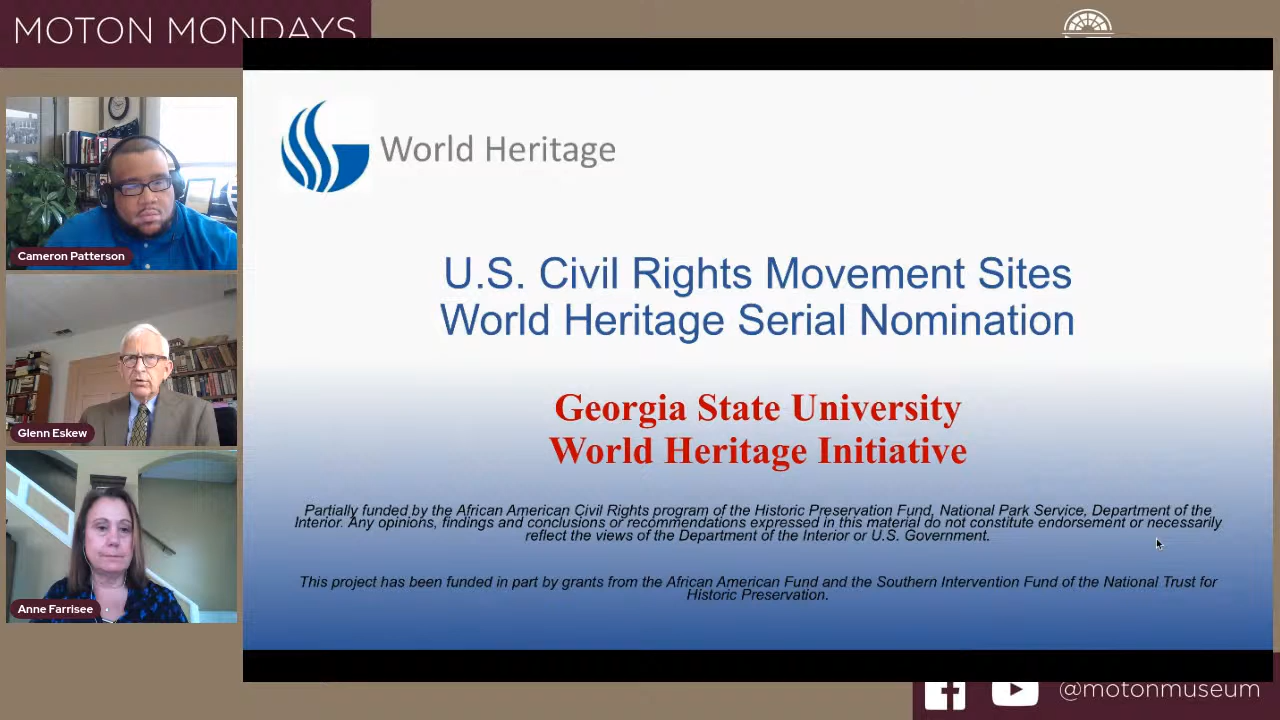 MOTON MONDAYS
World Heritage
Cameron Patterson
Glenn Eskew
Anne Farrisee
U.S. Civil Rights Movement Sites
World Heritage Serial Nomination
Georgia State University
World Heritage Initiative
Partially funded by the African American Civil Rights program of the Historic Preservation Fund, National Park Service, Department of the
Interior. Any opinions, findings and conclusions or recommendations expressed in this material do not constitute endorsement or necessarily
reflect the views of the Department of the Interior or U.S. Government.
This project has been funded in part by grants from the African American Fund and the Southern Intervention Fund of the National Trust for
Historic Preservation.
@motonmuseum